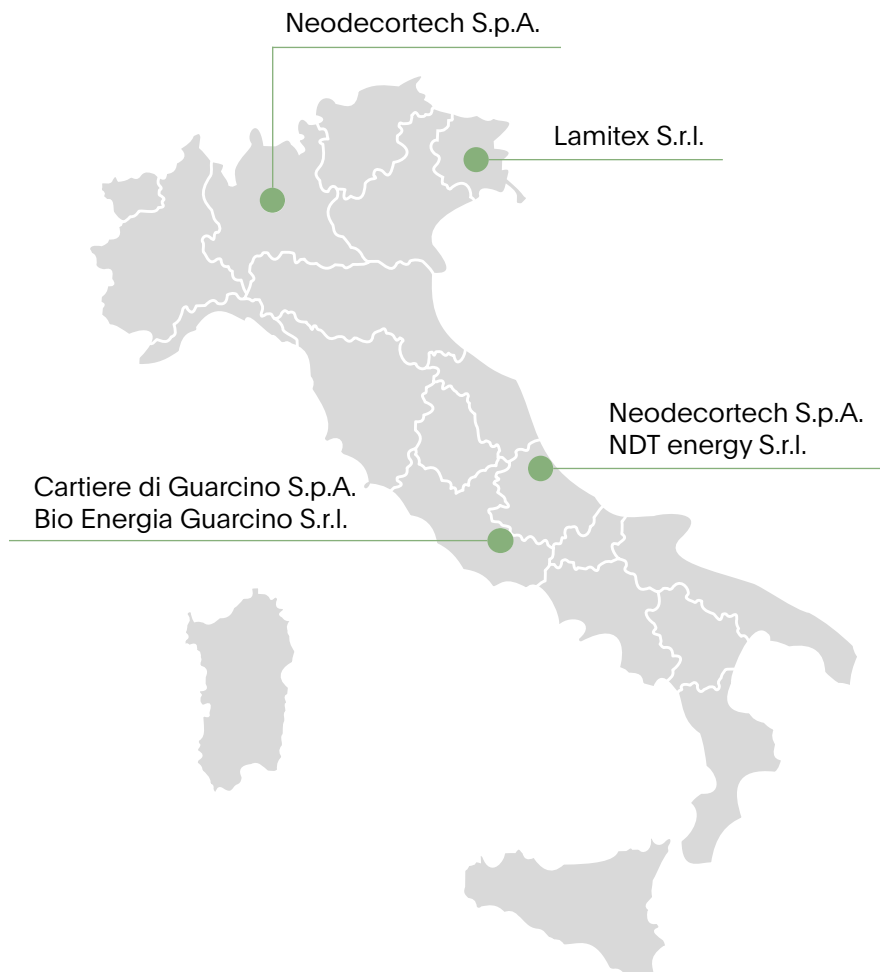 Neodecortech S.p.A.
Lamitex S.r.l.
Neodecortech S.p.A.
NDT energy S.r.l.
Cartiere di Guarcino S.p.A.
Bio Energia Guarcino S.r.l.